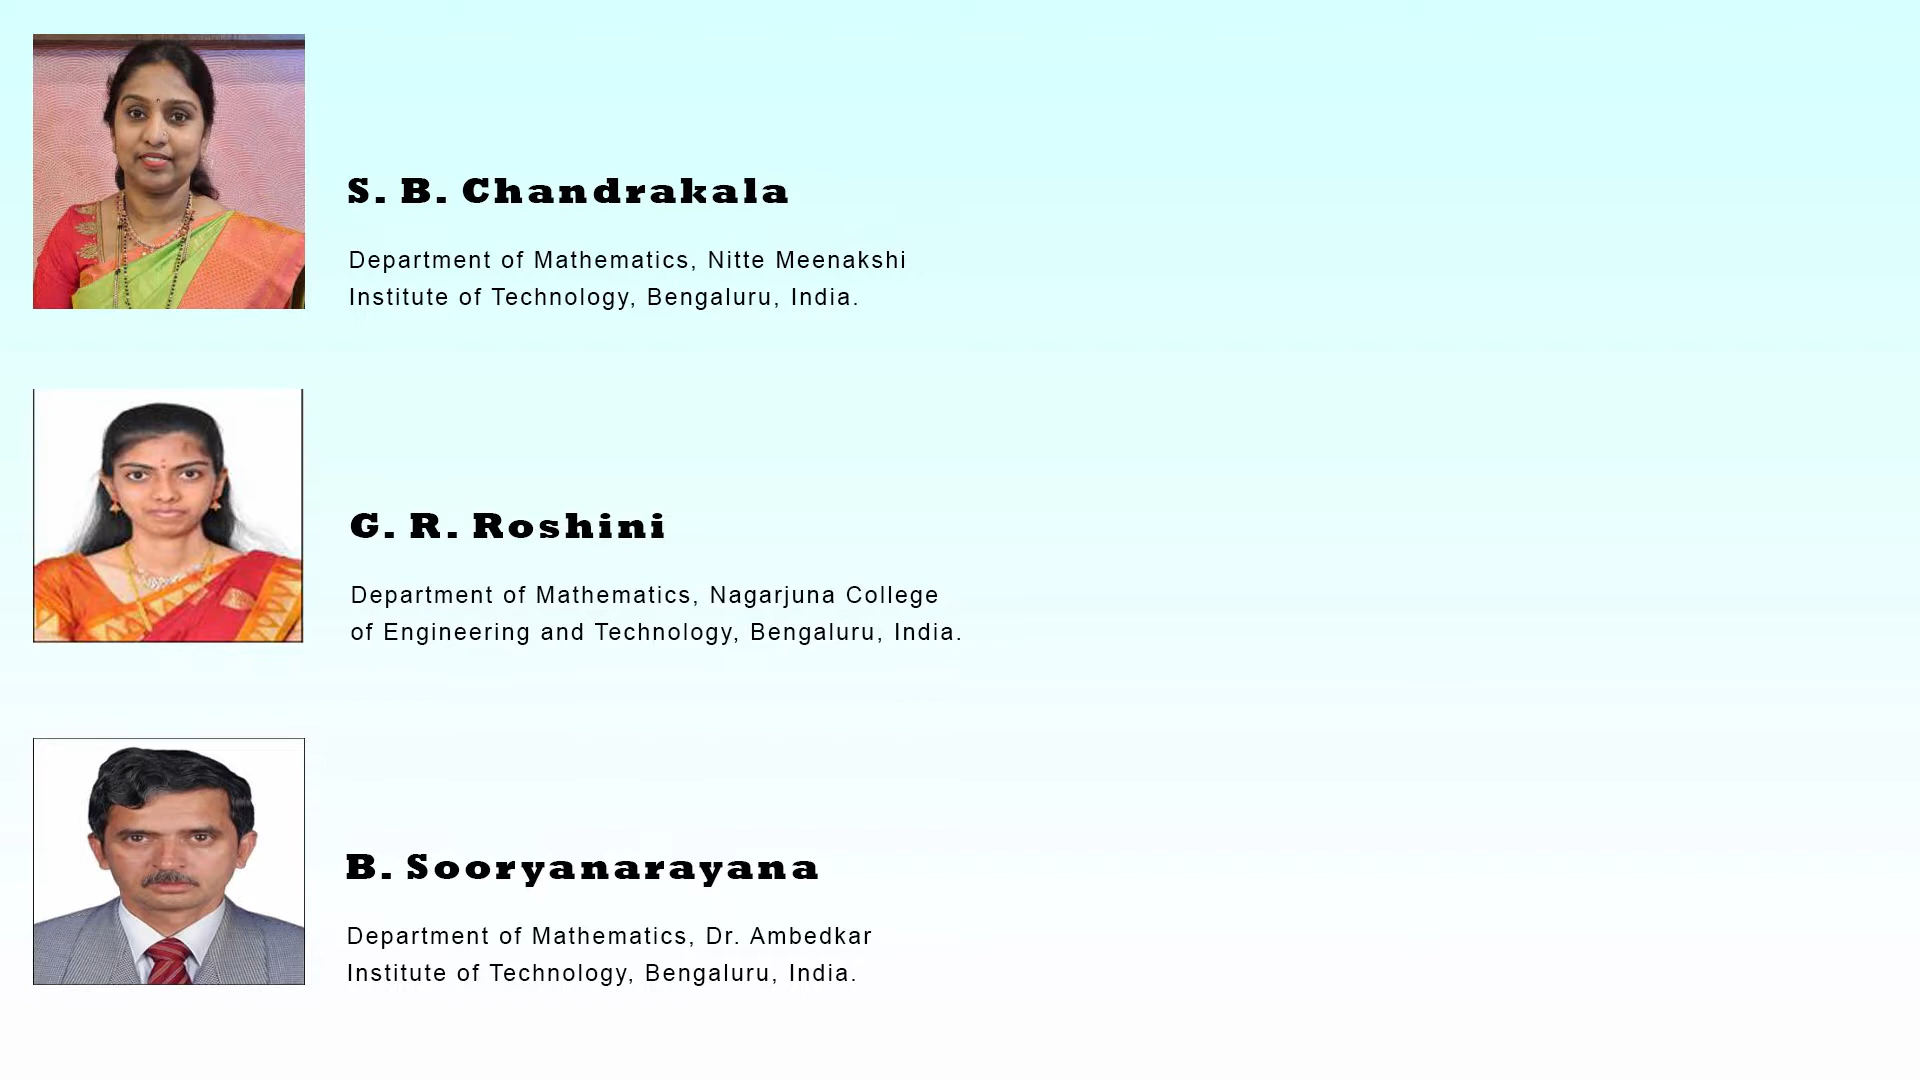 S. B. Chandrakala
Department of Mathematics, Nitte Meenakshi
Institute of Technology, Bengaluru, India.
G. R. Roshini
Department of Mathematics, Nagarjuna College
of Engineering and Technology, Bengaluru, India.
B. Sooryanarayana
Department of Mathematics, Dr. Ambedkar
Institute of Technology, Bengaluru, India.